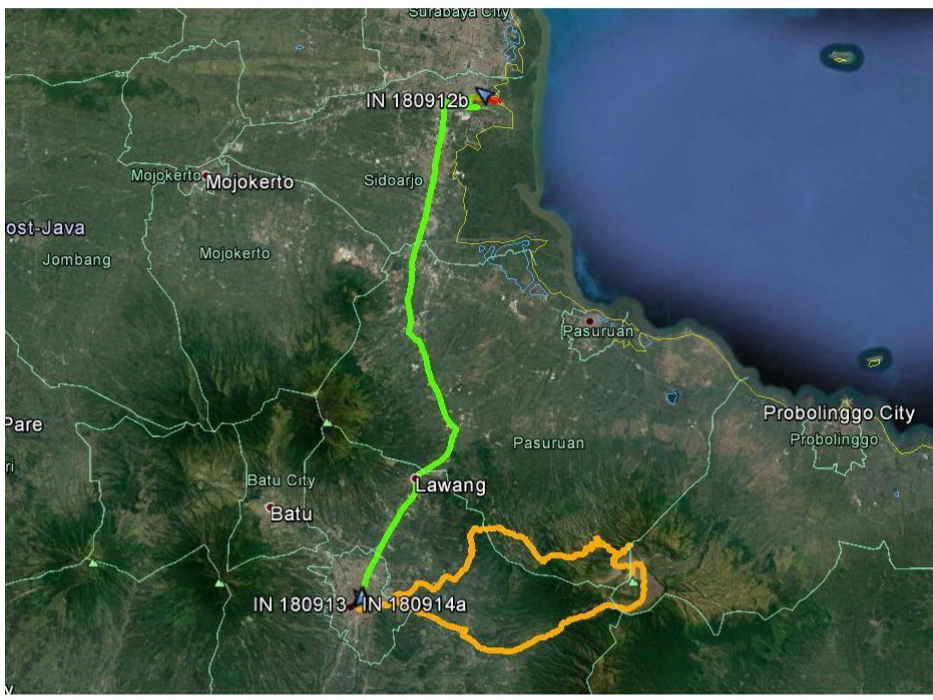 Surabaya City
IN 180912b
Mojokerto
Mojokerto
Sidoarjo
ost-Java
Jombang
Mojokerto
Pasuruan
Pare
Probolinggo City
Probolinggo
Pasuruan
ri
Batu City
Lawang
Batu
IN 180913
IN 180914a